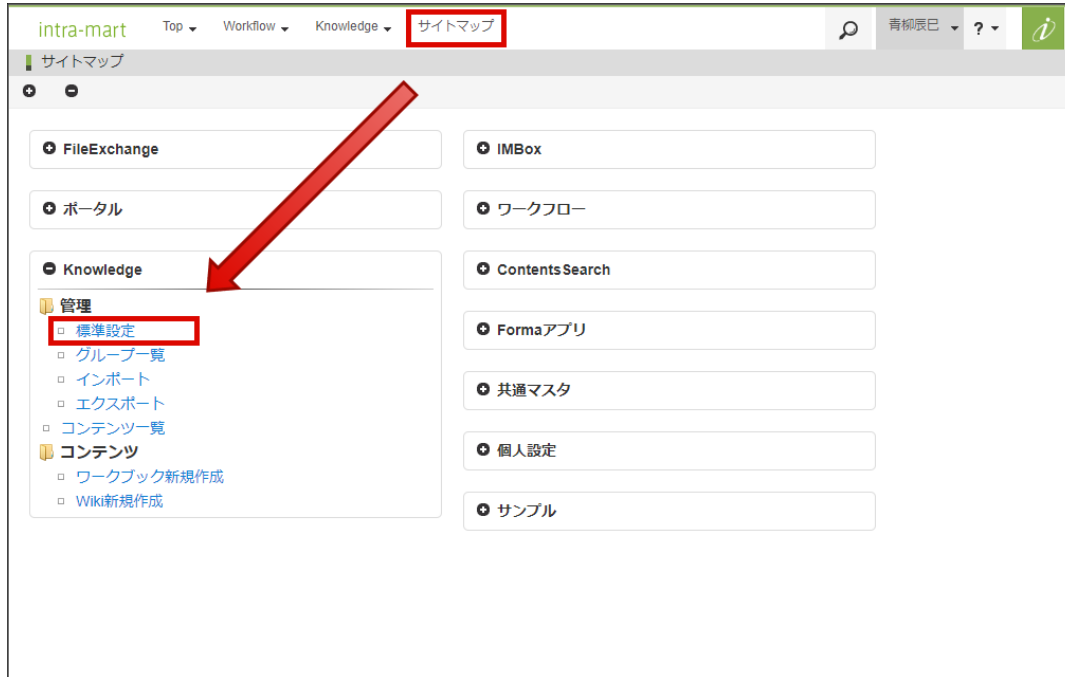 intra-mart Top Workflow Knowledge サイトマップ 青柳辰巳 ?
サイトマップ
FileExchange
ポータル
Knowledge
管理
標準設定
グループ一覧
インポート
エクスポート
コンテンツ一覧
コンテンツ
ワークブック新規作成
Wiki新規作成
IMBox
ワークフロー
ContentsSearch
Formaアプリ
共通マスタ
個人設定
サンプル